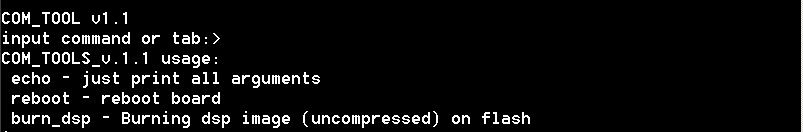 COM_TOOL v1.1
input command or tab:>
COM_TOOLS_v.1.1 usage:
echo - just print all arguments
reboot - reboot board
burn_dsp - Burning dsp image (uncompressed) on flash